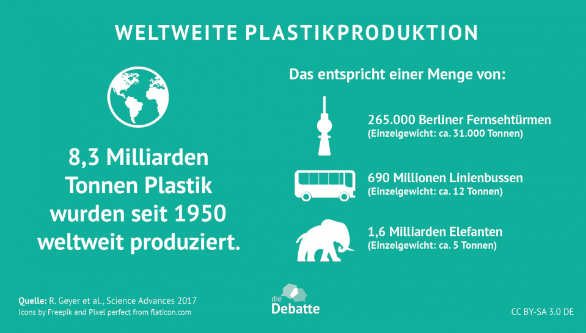 WELTWEITE PLASTIKPRODUKTION
8,3 Milliarden
Tonnen Plastik
wurden seit 1950
weltweit produziert.
Das entspricht einer Menge von:
265.000 Berliner Fernsehtürmen
(Einzelgewicht: ca. 31.000 Tonnen)
690 Millionen Linienbussen
(Einzelgewicht: ca. 12 Tonnen)
1,6 Milliarden Elefanten
(Einzelgewicht: ca. 5 Tonnen)
Quelle: R. Geyer et al., Science Advances 2017
Icons by Freepik and Pixel perfect from flaticon.com
die
Debatte
CC BY-SA 3.0 DE